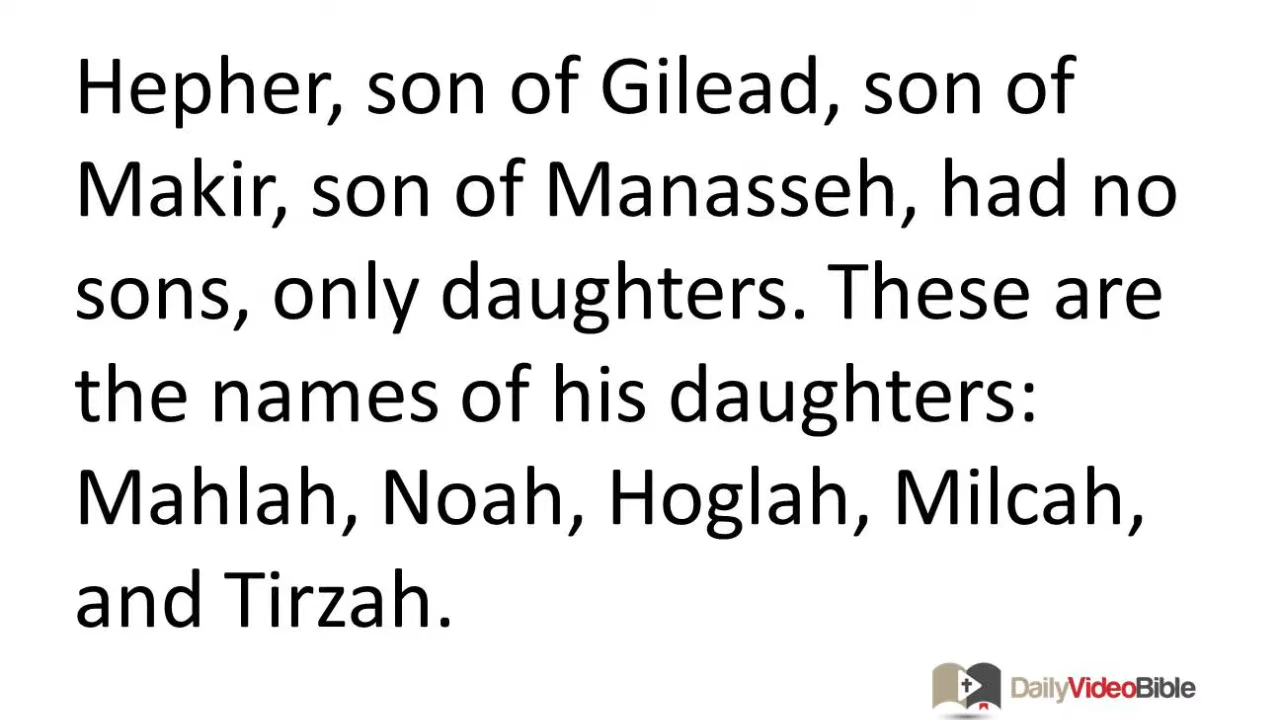 Hepher, son of Gilead, son of
Makir, son of Manasseh, had no
sons, only daughters. These are
the names of his daughters:
Mahlah, Noah, Hoglah, Milcah,
and Tirzah.
DailyVideoBible